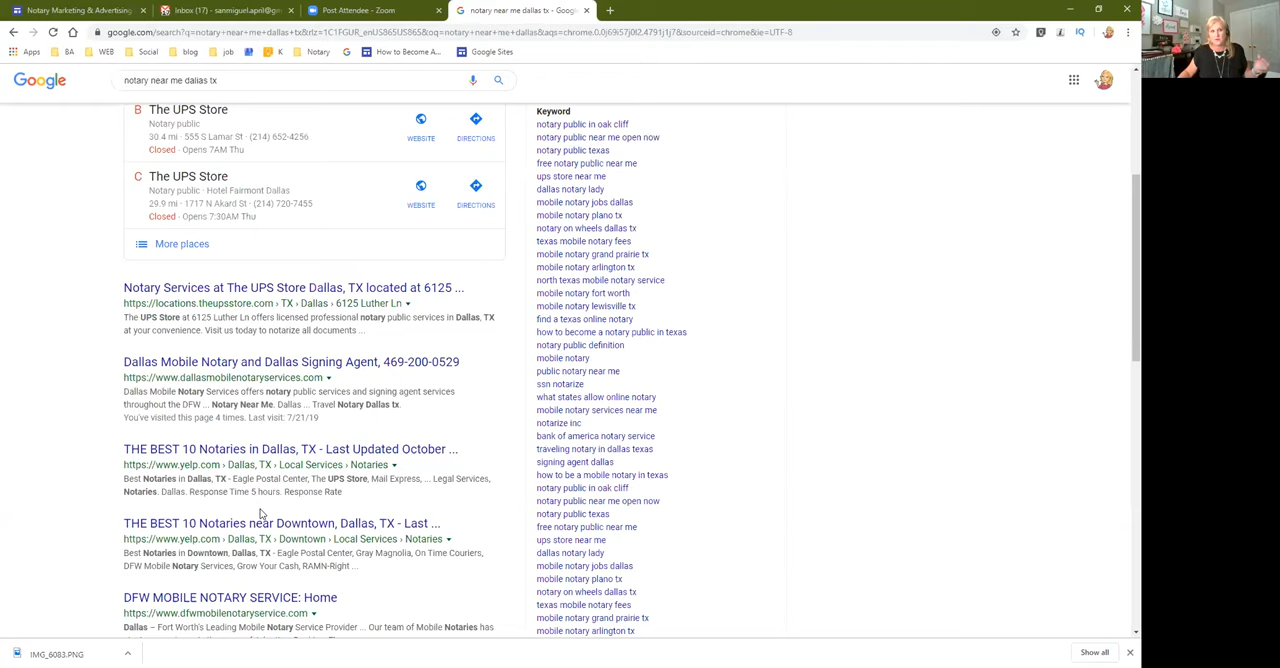 Notary Marketing & Advertising
Inbox (17) - sanmiguel.april@g
Post Attendee - Zoom
notary near me dallas tx - Goog
google.com/search?q=notary+near+me+dallas+tx&rlz=1C1FGUR_enUS865US865&oq=notary+near+me+dallas&aqs=chrome.0.0j69i57j0l2.4791j1j7&sourceid=chrome&ie=UTF-8
Apps
BA
WEB
Social
blog
job
K
Notary
How to Become A...
Google Sites
Google
notary near me dallas tx
B The UPS Store
Notary public
30.4 mi · 555 S Lamar St · (214) 652-4256
Closed · Opens 7AM Thu
WEBSITE
DIRECTIONS
C The UPS Store
Notary public · Hotel Fairmont Dallas
29.9 mi · 1717 N Akard St · (214) 720-7455
Closed · Opens 7:30AM Thu
WEBSITE
DIRECTIONS
More places
Notary Services at The UPS Store Dallas, TX located at 6125 ...
https://locations.theupsstore.com › TX › Dallas › 6125 Luther Ln
The UPS Store at 6125 Luther Ln offers licensed professional notary public services in Dallas, TX
at your convenience. Visit us today to notarize all documents ...
Dallas Mobile Notary and Dallas Signing Agent, 469-200-0529
https://www.dallasmobilenotaryservices.com
Dallas Mobile Notary Services offers notary public services and signing agent services
throughout the DFW ... Notary Near Me. Dallas ... Travel Notary Dallas tx.
You've visited this page 4 times. Last visit: 7/21/19
THE BEST 10 Notaries in Dallas, TX - Last Updated October ...
https://www.yelp.com › Dallas, TX › Local Services › Notaries
Best Notaries in Dallas, TX - Eagle Postal Center, The UPS Store, Mail Express, ... Legal Services,
Notaries. Dallas. Response Time 5 hours. Response Rate
THE BEST 10 Notaries near Downtown, Dallas, TX - Last ...
https://www.yelp.com › Dallas, TX › Downtown › Local Services › Notaries
Best Notaries in Downtown, Dallas, TX - Eagle Postal Center, Gray Magnolia, On Time Couriers,
DFW Mobile Notary Services, Grow Your Cash, RAMN-Right ...
DFW MOBILE NOTARY SERVICE: Home
https://www.dfwmobilenotaryservice.com
Dallas – Fort Worth's Leading Mobile Notary Service Provider ... Our team of Mobile Notaries has
Keyword
notary public in oak cliff
notary public near me open now
notary public texas
free notary public near me
ups store near me
dallas notary lady
mobile notary jobs dallas
mobile notary plano tx
notary on wheels dallas tx
texas mobile notary fees
mobile notary grand prairie tx
mobile notary arlington tx
north texas mobile notary service
mobile notary fort worth
mobile notary lewisville tx
find a texas online notary
how to become a notary public in texas
notary public definition
mobile notary
public notary near me
ssn notarize
what states allow online notary
mobile notary services near me
notarize inc
bank of america notary service
traveling notary in dallas texas
signing agent dallas
how to be a mobile notary in texas
notary public in oak cliff
notary public near me open now
notary public texas
free notary public near me
ups store near me
dallas notary lady
mobile notary jobs dallas
mobile notary plano tx
notary on wheels dallas tx
texas mobile notary fees
mobile notary grand prairie tx
mobile notary arlington tx
IMG_6083.PNG
Show all